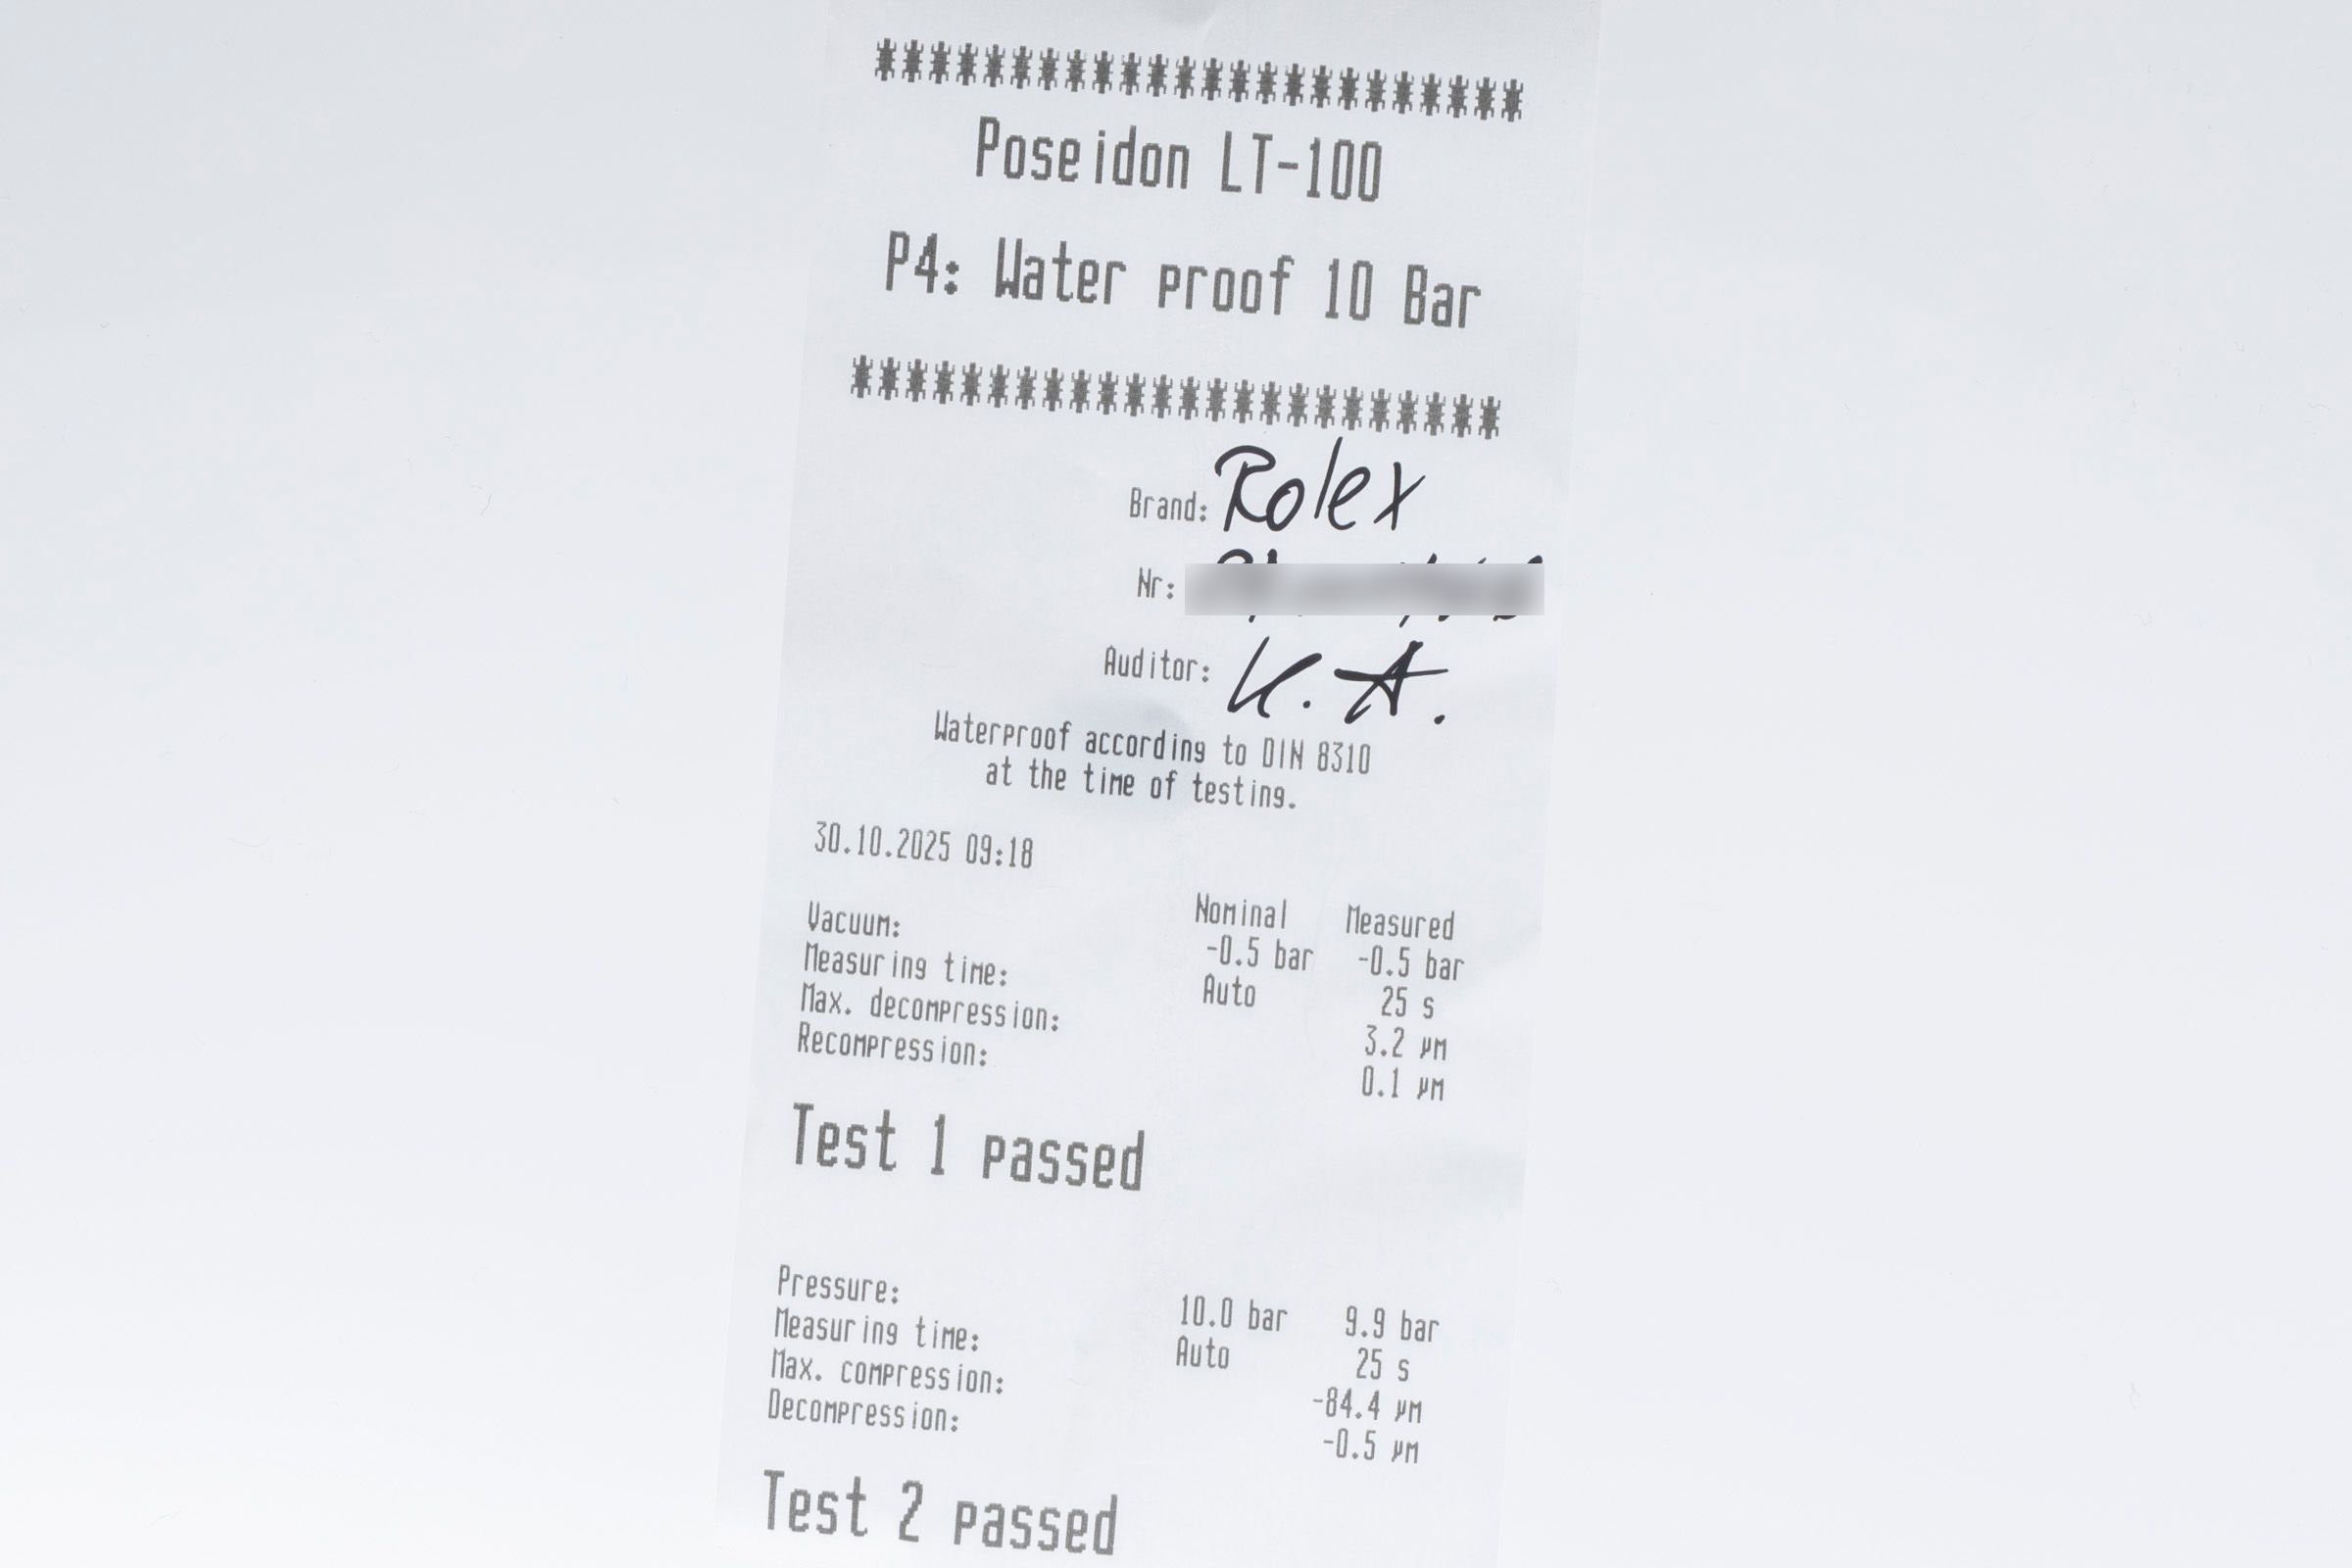 ************************
Poseidon LT-100
P4: Water proof 10 Bar
************************
Brand: Rolex
Nr:
Auditor: K.A.
Waterproof according to DIN 8310
at the time of testing.
30.10.2025 09:18
Nominal Measured
Vacuum: -0.5 bar -0.5 bar
Measuring time: Auto 25 s
Max. decompression: 3.2 µm
Recompression: 0.1 µm
Test 1 passed
Pressure: 10.0 bar 9.9 bar
Measuring time: Auto 25 s
Max. compression: -84.4 µm
Decompression: -0.5 µm
Test 2 passed